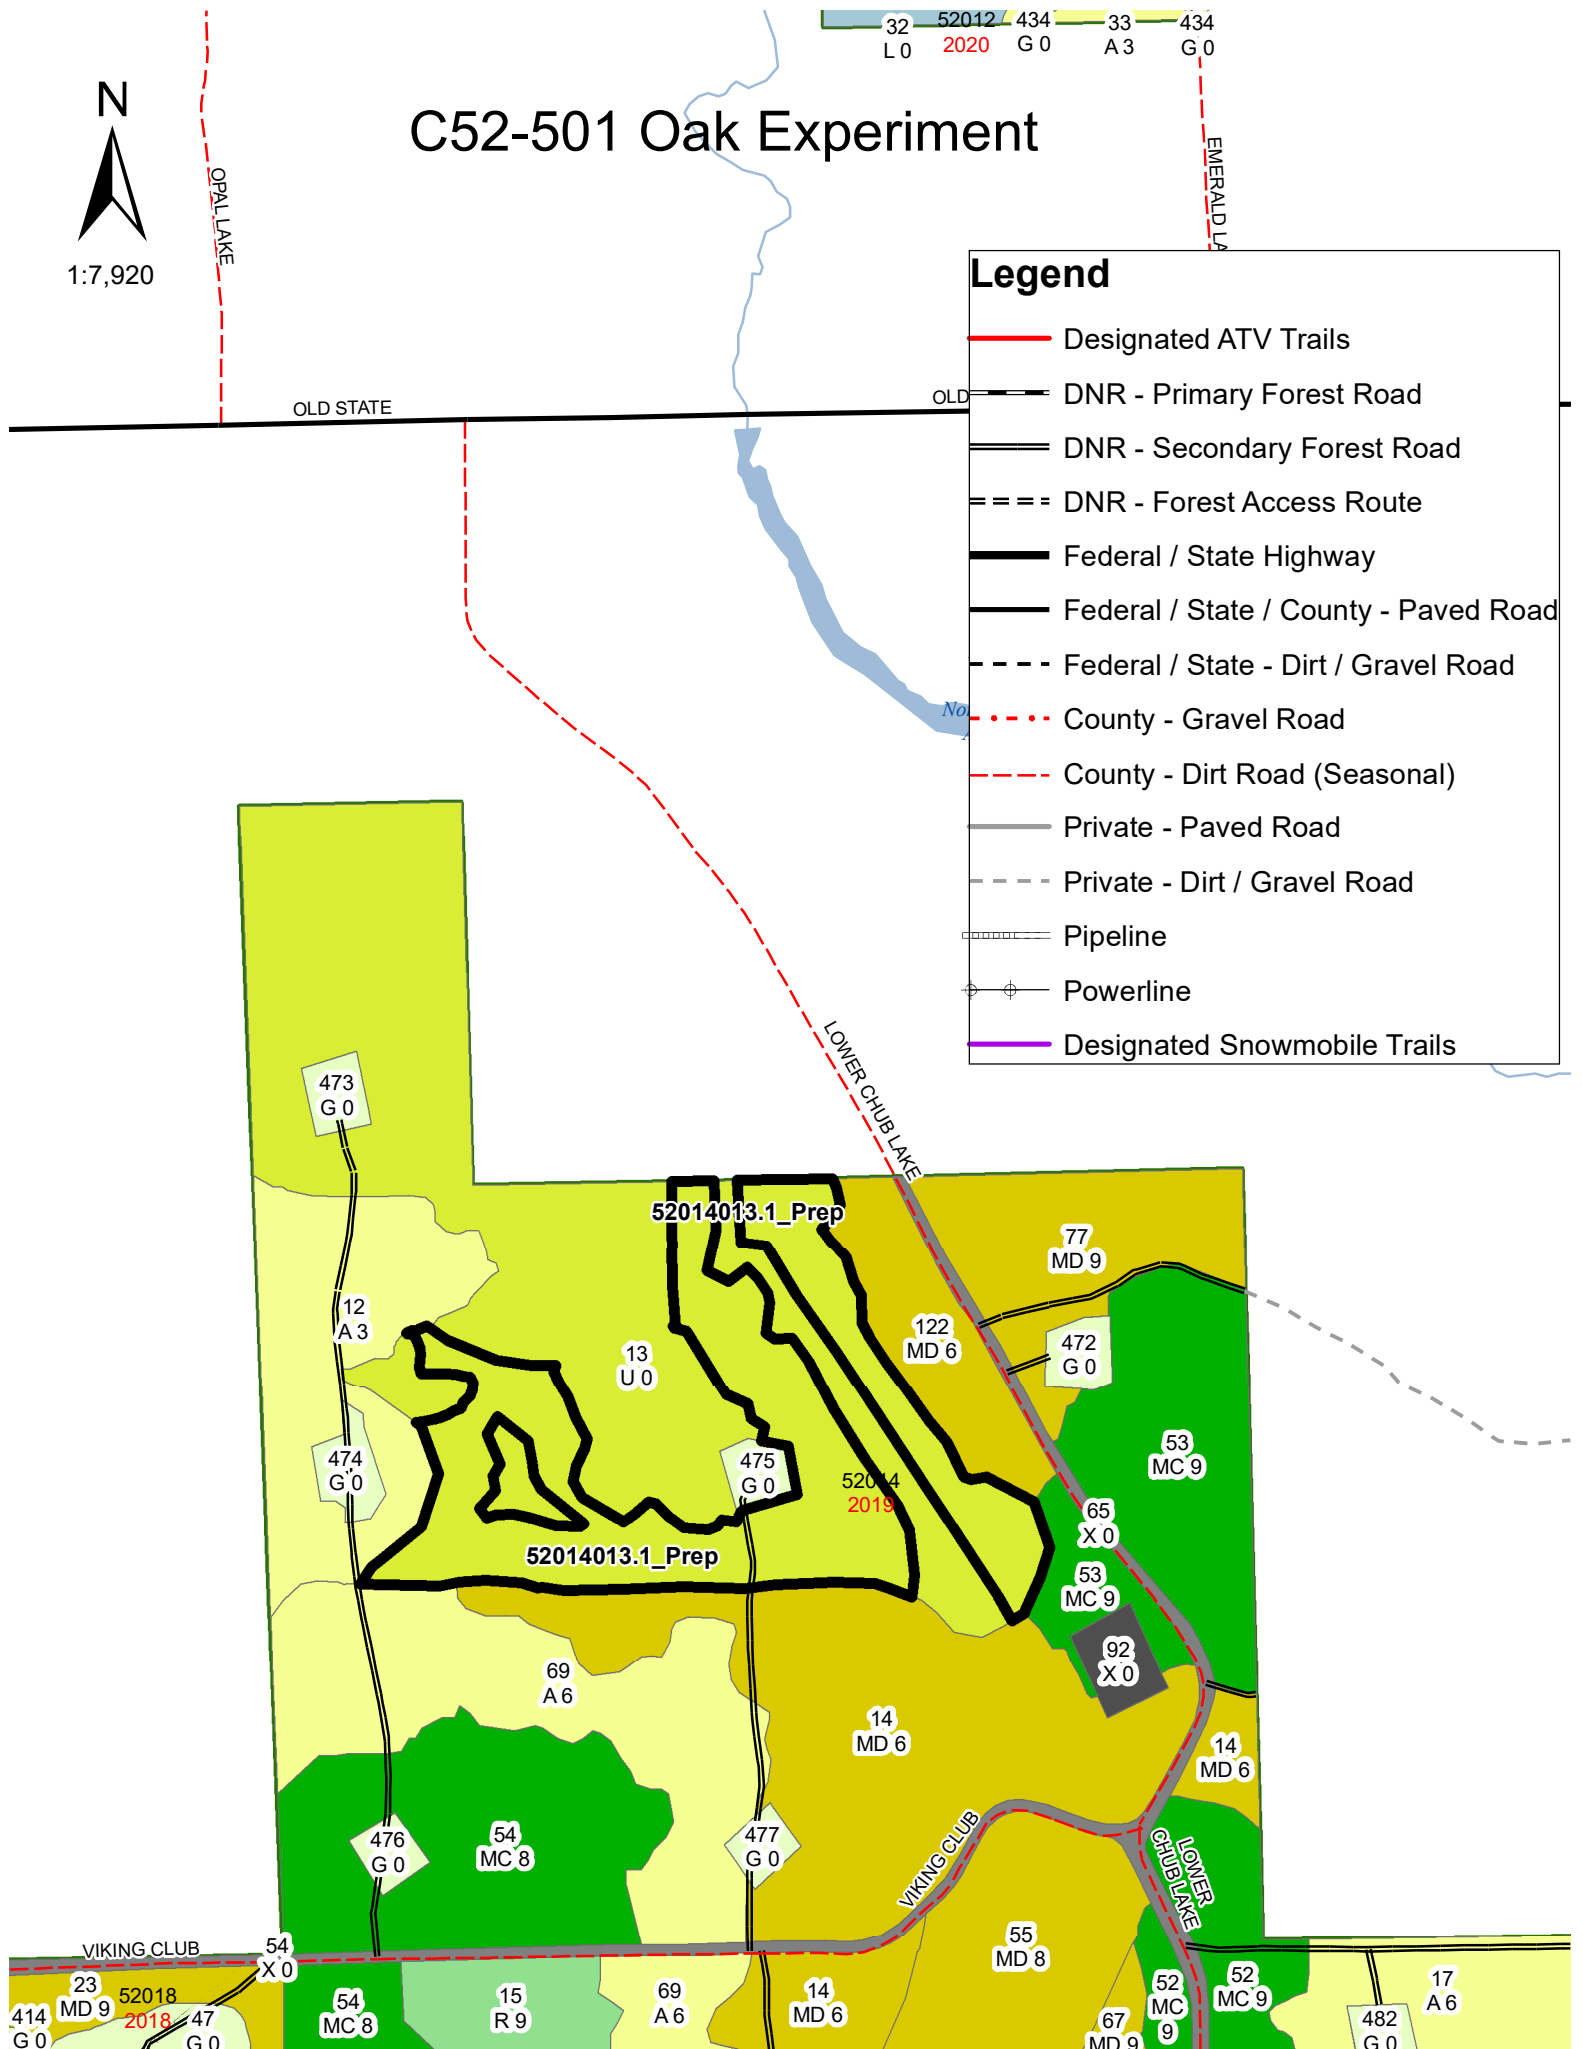 32
L 0
52012
2020
434
G 0
33
A 3
434
G 0
N
1:7,920
C52-501 Oak Experiment
OPAL LAKE
EMERALD LA
OLD STATE
OLD
Legend
Designated ATV Trails
DNR - Primary Forest Road
DNR - Secondary Forest Road
DNR - Forest Access Route
Federal / State Highway
Federal / State / County - Paved Road
Federal / State - Dirt / Gravel Road
County - Gravel Road
County - Dirt Road (Seasonal)
Private - Paved Road
Private - Dirt / Gravel Road
Pipeline
Powerline
Designated Snowmobile Trails
LOWER CHUB LAKE
473
G 0
52014013.1_Prep
77
MD 9
12
A 3
122
MD 6
472
G 0
13
U 0
474
G 0
475
G 0
52014
2019
53
MC 9
65
X 0
52014013.1_Prep
53
MC 9
92
X 0
69
A 6
14
MD 6
14
MD 6
476
G 0
54
MC 8
477
G 0
VIKING CLUB
LOWER
CHUB LAKE
VIKING CLUB
54
X 0
55
MD 8
23
MD 9
52018
2018
414
G 0
47
G 0
54
MC 8
15
R 9
69
A 6
14
MD 6
67
MD 9
52
MC
9
52
MC 9
17
A 6
482
G 0